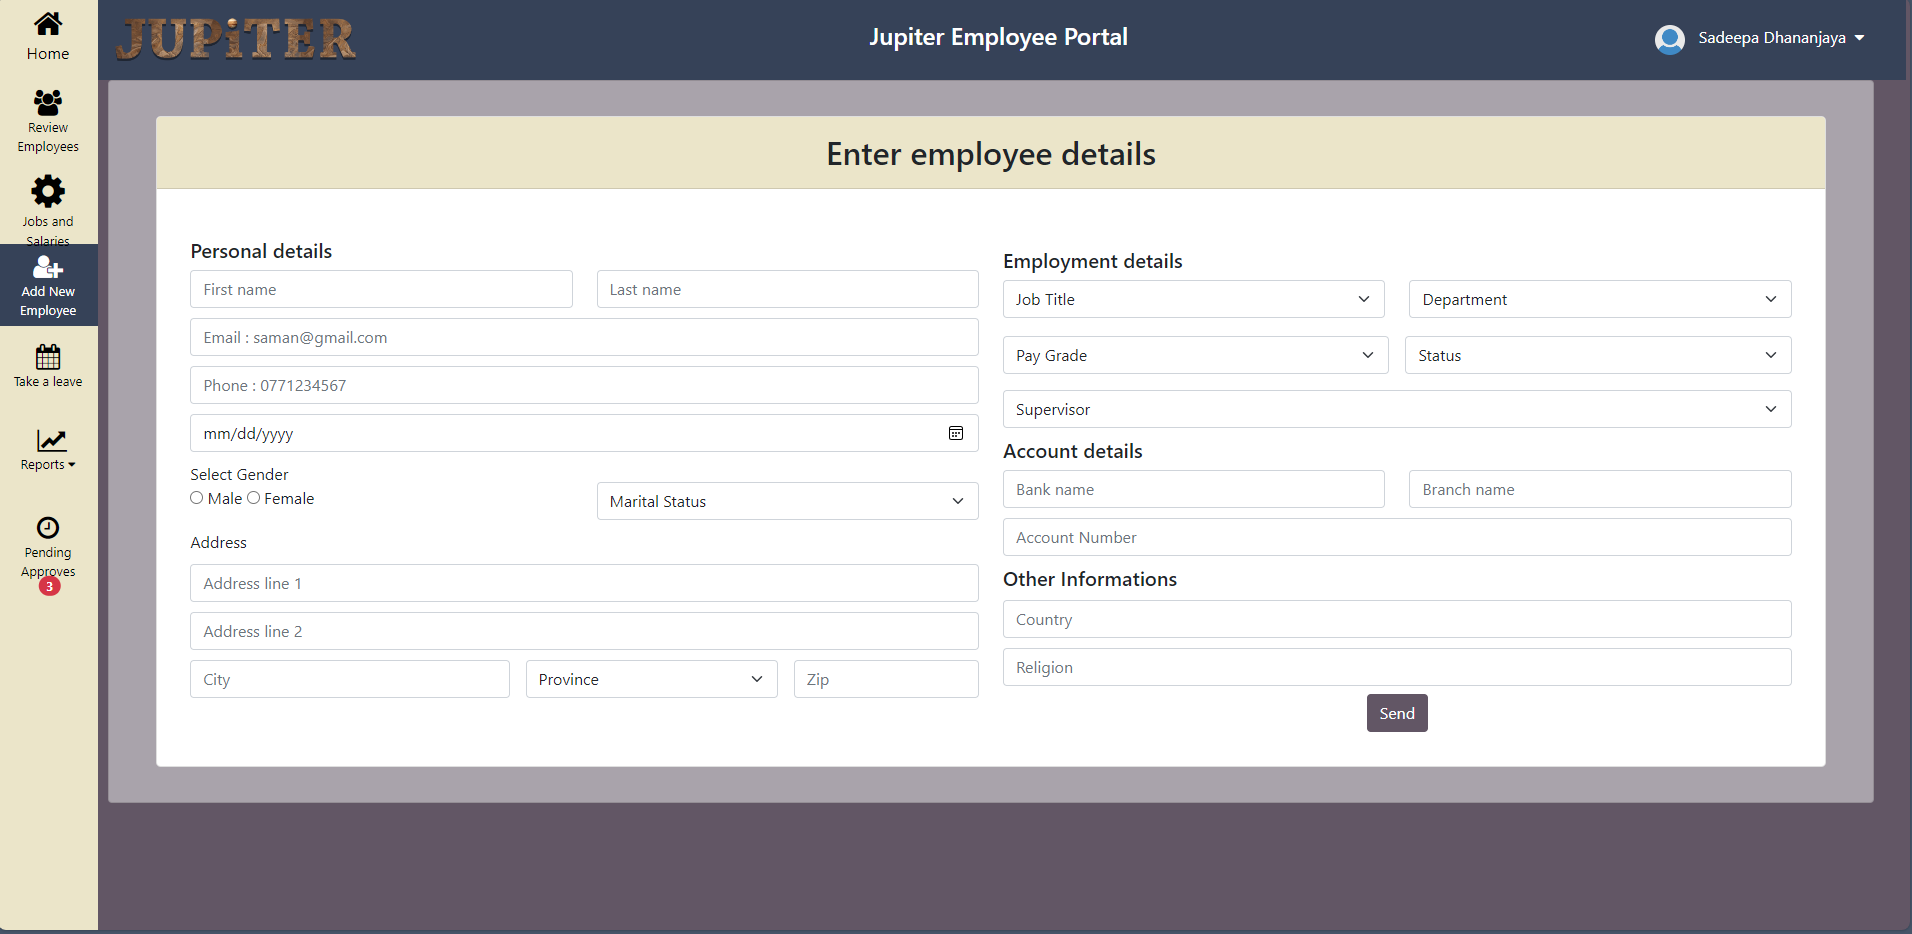 JUPiTER
Jupiter Employee Portal
Sadeepa Dhananjaya
Home
Review
Employees
Jobs and
Salaries
Add New
Employee
Take a leave
Reports
Pending
Approves
3
Enter employee details
Personal details
First name
Last name
Email : saman@gmail.com
Phone : 0771234567
mm/dd/yyyy
Select Gender
Male
Female
Marital Status
Address
Address line 1
Address line 2
City
Province
Zip
Employment details
Job Title
Department
Pay Grade
Status
Supervisor
Account details
Bank name
Branch name
Account Number
Other Informations
Country
Religion
Send